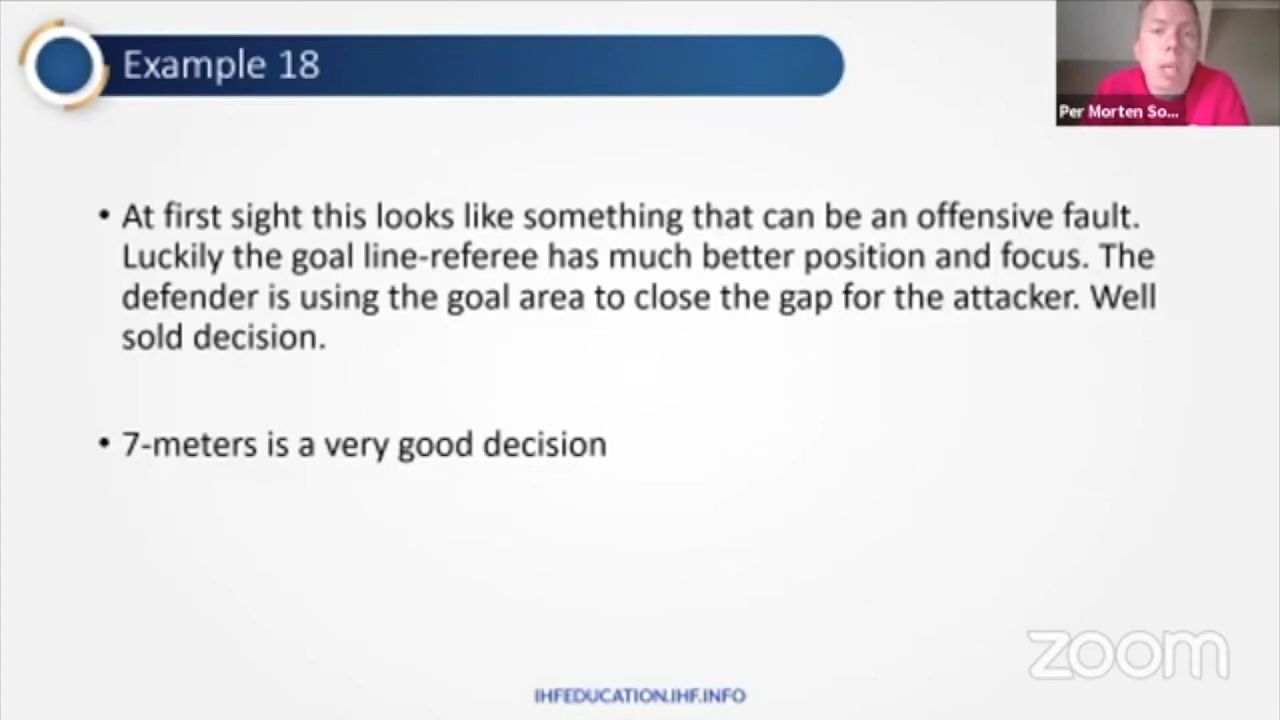 Example 18
Per Morten So...
• At first sight this looks like something that can be an offensive fault.
Luckily the goal line-referee has much better position and focus. The
defender is using the goal area to close the gap for the attacker. Well
sold decision.
• 7-meters is a very good decision
zoom
IHFEDUCATION.IHF.INFO